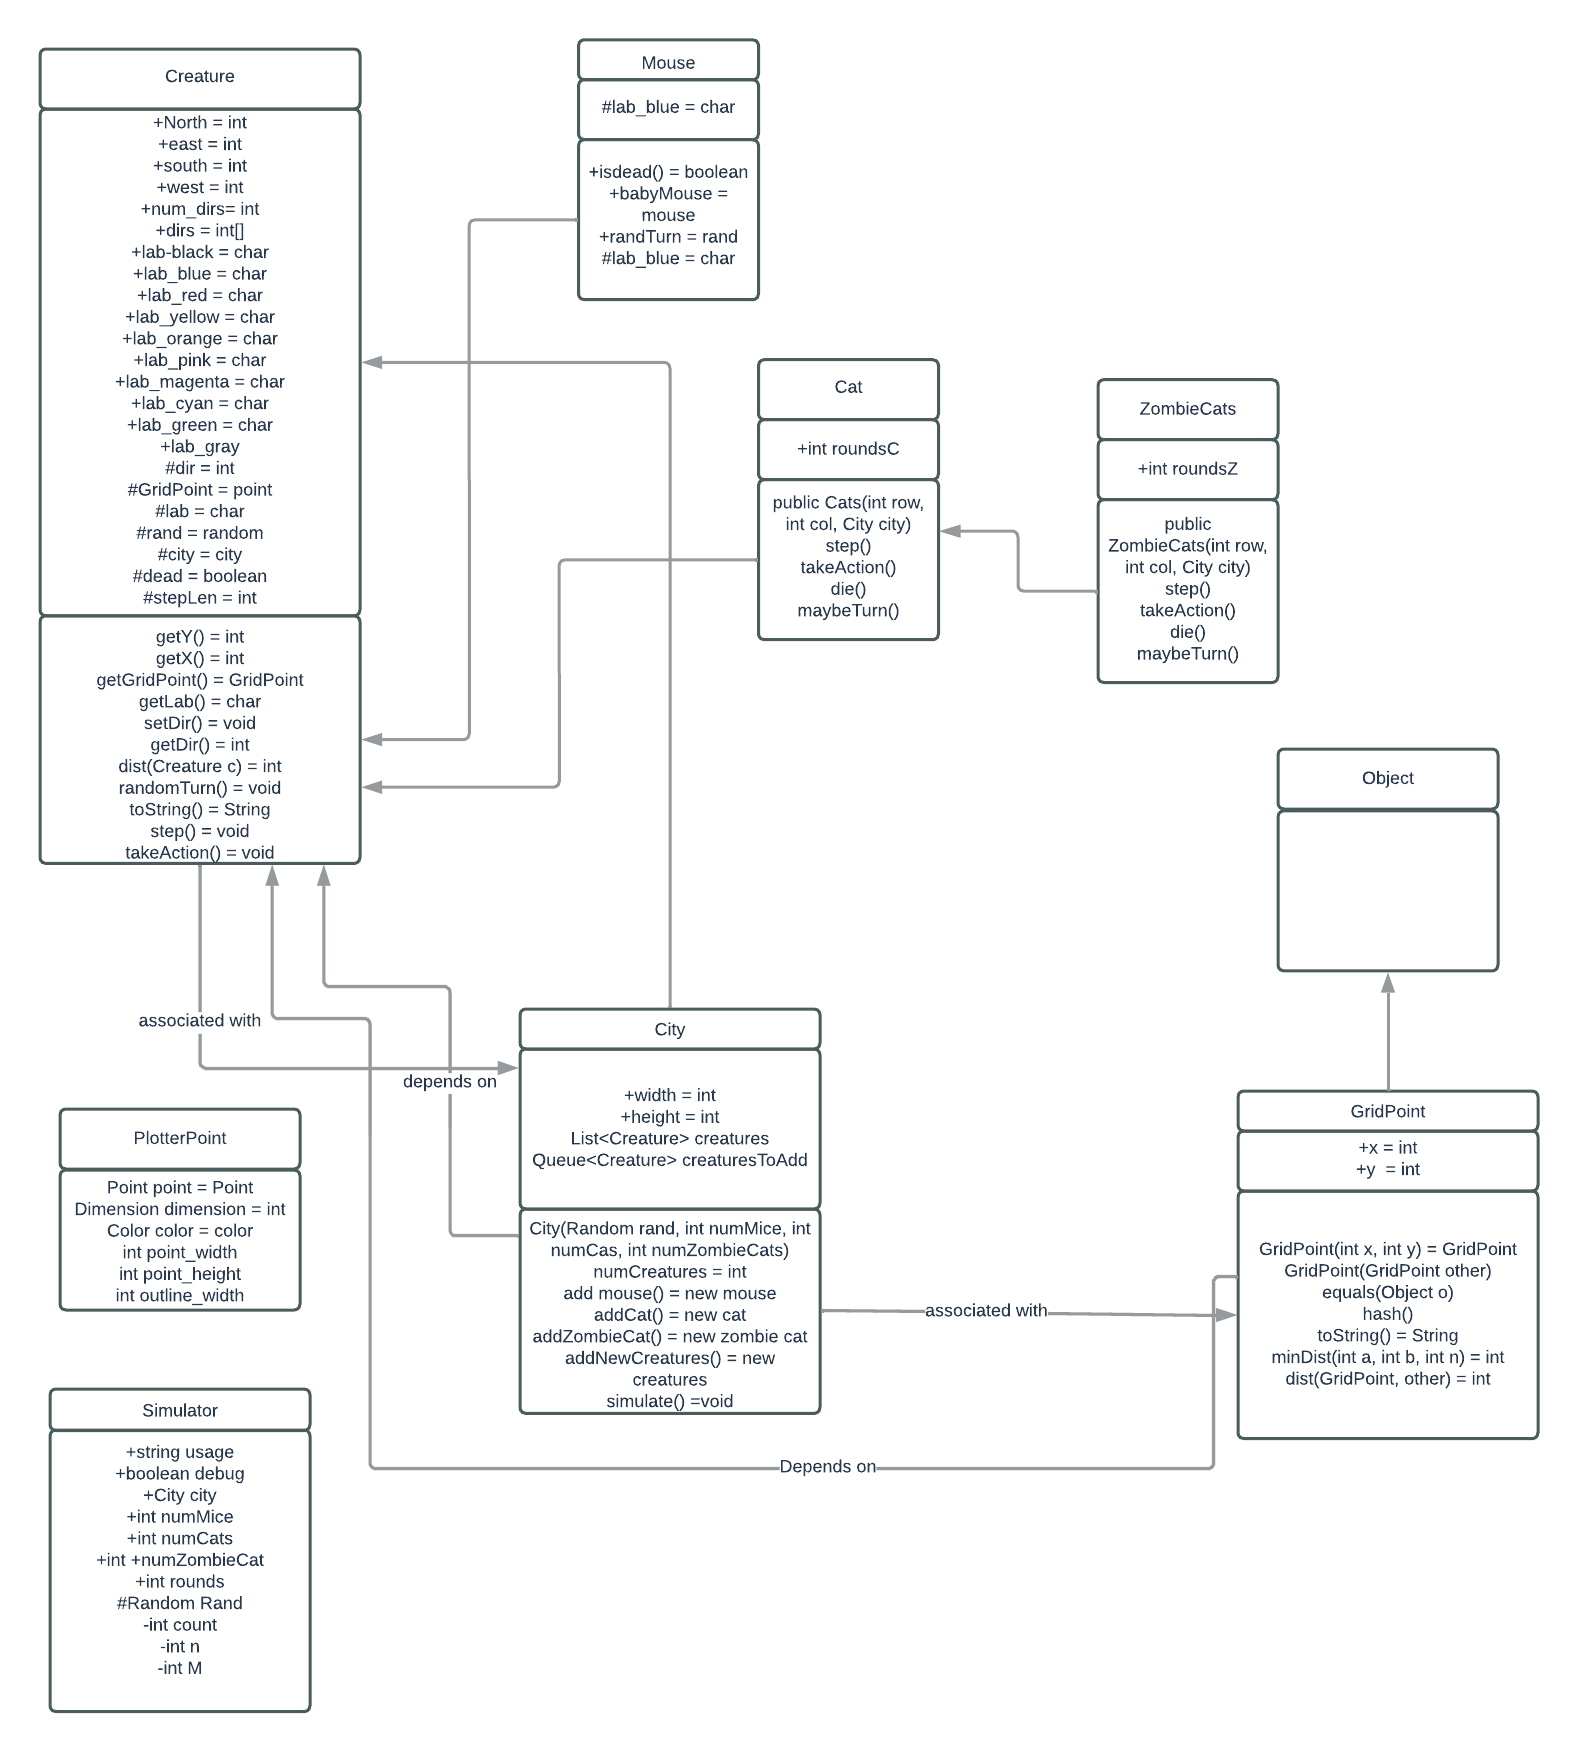 Creature
+North = int
+east = int
+south = int
+west = int
+num_dirs= int
+dirs = int[]
+lab-black = char
+lab_blue = char
+lab_red = char
+lab_yellow = char
+lab_orange = char
+lab_pink = char
+lab_magenta = char
+lab_cyan = char
+lab_green = char
+lab_gray
#dir = int
#GridPoint = point
#lab = char
#rand = random
#city = city
#dead = boolean
#stepLen = int
getY() = int
getX() = int
getGridPoint() = GridPoint
getLab() = char
setDir() = void
getDir() = int
dist(Creature c) = int
randomTurn() = void
toString() = String
step() = void
takeAction() = void
Mouse
#lab_blue = char
+isdead() = boolean
+babyMouse =
mouse
+randTurn = rand
#lab_blue = char
Cat
+int roundsC
public Cats(int row,
int col, City city)
step()
takeAction()
die()
maybeTurn()
ZombieCats
+int roundsZ
public
ZombieCats(int row,
int col, City city)
step()
takeAction()
die()
maybeTurn()
Object
associated with
depends on
City
+width = int
+height = int
List<Creature> creatures
Queue<Creature> creaturesToAdd
City(Random rand, int numMice, int
numCas, int numZombieCats)
numCreatures = int
add mouse() = new mouse
addCat() = new cat
addZombieCat() = new zombie cat
addNewCreatures() = new
creatures
simulate() =void
associated with
GridPoint
+x = int
+y  = int
GridPoint(int x, int y) = GridPoint
GridPoint(GridPoint other)
equals(Object o)
hash()
toString() = String
minDist(int a, int b, int n) = int
dist(GridPoint, other) = int
Depends on
PlotterPoint
Point point = Point
Dimension dimension = int
Color color = color
int point_width
int point_height
int outline_width
Simulator
+string usage
+boolean debug
+City city
+int numMice
+int numCats
+int +numZombieCat
+int rounds
#Random Rand
-int count
-int n
-int M